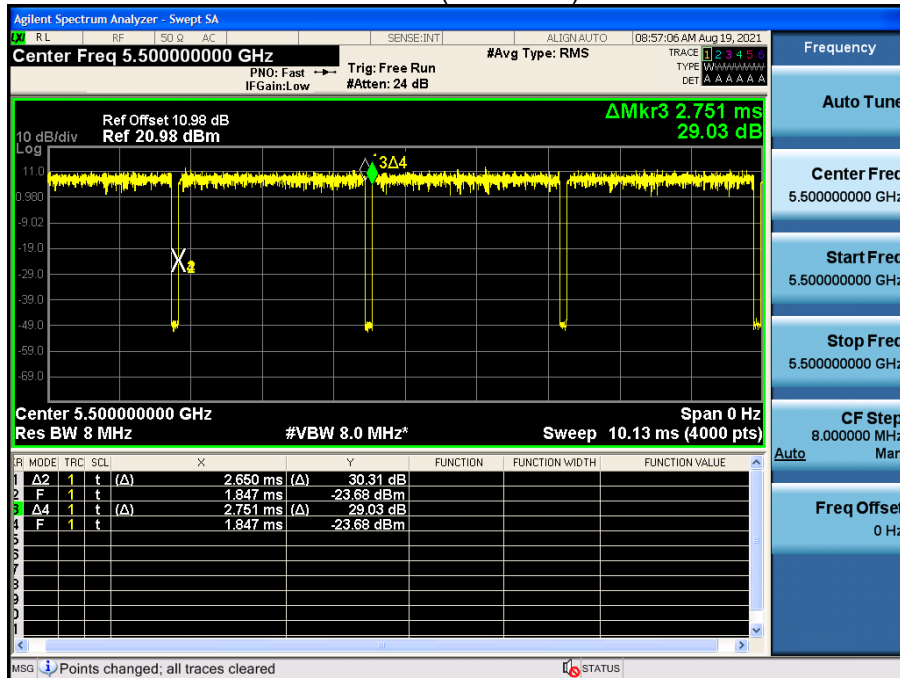 Agilent Spectrum Analyzer - Swept SA
LXI RL RF 50 Ω AC SENSE:INT ALIGN AUTO 08:57:06 AM Aug 19, 2021
Center Freq 5.500000000 GHz
PNO: Fast
IFGain:Low
Trig: Free Run
#Atten: 24 dB
#Avg Type: RMS
TRACE 1 2 3 4 5 6
TYPE WWWWWW
DET A A A A A A
Ref Offset 10.98 dB
10 dB/div Ref 20.98 dBm
Log
ΔMkr3 2.751 ms
29.03 dB
3Δ4
11.0
0.980
-9.02
-19.0
-29.0
-39.0
-49.0
-59.0
-69.0
Center 5.500000000 GHz Span 0 Hz
Res BW 8 MHz #VBW 8.0 MHz* Sweep 10.13 ms (4000 pts)
KR MODE TRC SCL X Y FUNCTION FUNCTION WIDTH FUNCTION VALUE
1 Δ2 1 t (Δ) 2.650 ms (Δ) 30.31 dB
2 F 1 t 1.847 ms -23.68 dBm
3 Δ4 1 t (Δ) 2.751 ms (Δ) 29.03 dB
4 F 1 t 1.847 ms -23.68 dBm
5
6
7
8
9
0
1
MSG Points changed; all traces cleared STATUS
Frequency
Auto Tune
Center Freq
5.500000000 GHz
Start Freq
5.500000000 GHz
Stop Freq
5.500000000 GHz
CF Step
8.000000 MHz
Auto Man
Freq Offset
0 Hz